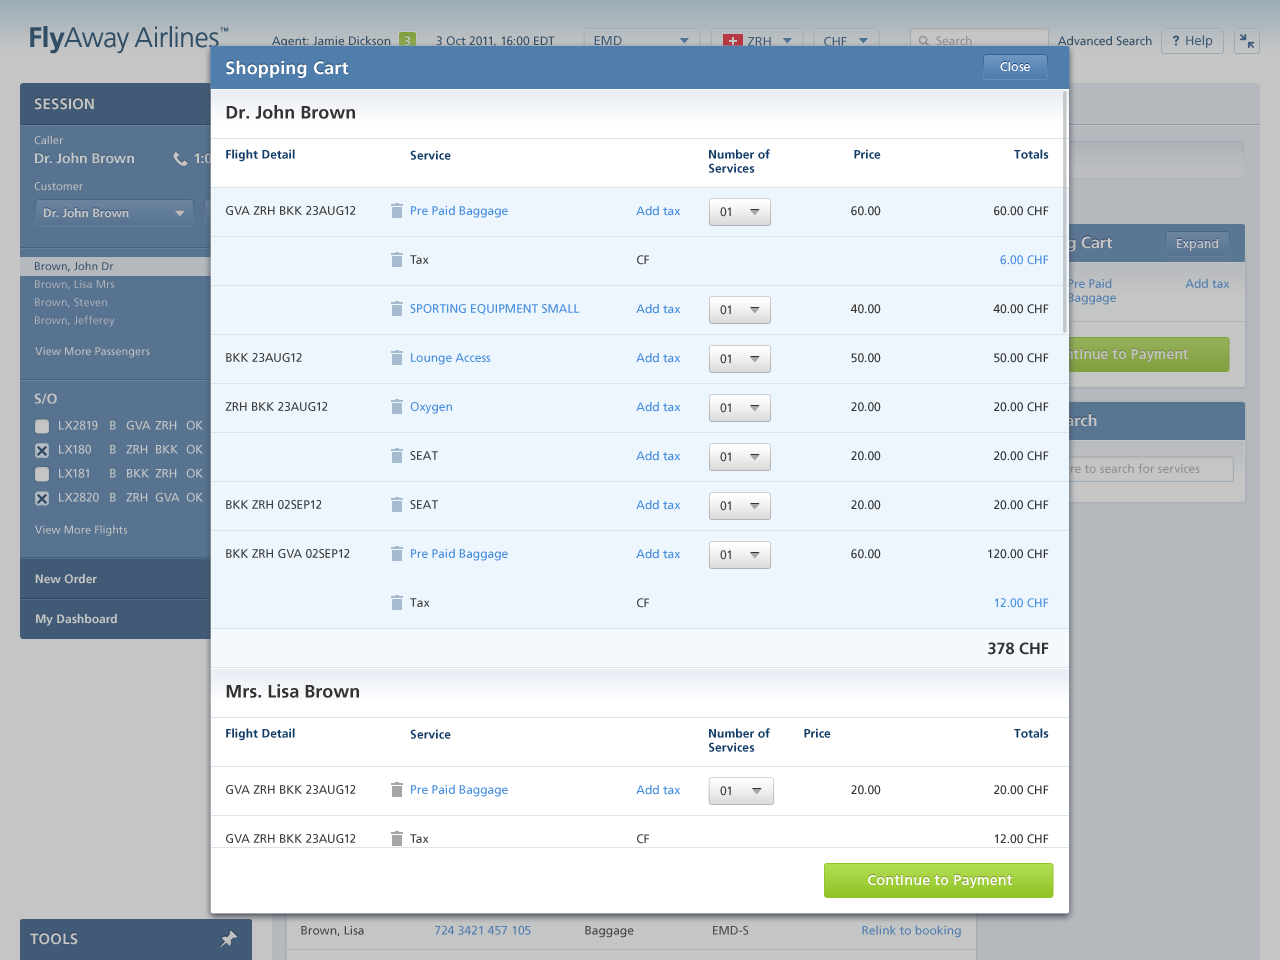 FlyAway Airlines™
Agent: Jamie Dickson 3 3 Oct 2011, 16:00 EDT EMD ZRH CHF Search Advanced Search ? Help
Shopping Cart Close
SESSION
Caller
Dr. John Brown 1:0
Customer
Dr. John Brown
Brown, John Dr
Brown, Lisa Mrs
Brown, Steven
Brown, Jefferey
View More Passengers
S/O
LX2819 B GVA ZRH OK
LX180 B ZRH BKK OK
LX181 B BKK ZRH OK
LX2820 B ZRH GVA OK
View More Flights
New Order
My Dashboard
TOOLS
Dr. John Brown
Flight Detail Service Number of Services Price Totals
GVA ZRH BKK 23AUG12 Pre Paid Baggage Add tax 01 60.00 60.00 CHF
Tax CF 6.00 CHF
SPORTING EQUIPMENT SMALL Add tax 01 40.00 40.00 CHF
BKK 23AUG12 Lounge Access Add tax 01 50.00 50.00 CHF
ZRH BKK 23AUG12 Oxygen Add tax 01 20.00 20.00 CHF
SEAT Add tax 01 20.00 20.00 CHF
BKK ZRH 02SEP12 SEAT Add tax 01 20.00 20.00 CHF
BKK ZRH GVA 02SEP12 Pre Paid Baggage Add tax 01 60.00 120.00 CHF
Tax CF 12.00 CHF
378 CHF
Mrs. Lisa Brown
Flight Detail Service Number of Services Price Totals
GVA ZRH BKK 23AUG12 Pre Paid Baggage Add tax 01 20.00 20.00 CHF
GVA ZRH BKK 23AUG12 Tax CF 12.00 CHF
Continue to Payment
g Cart Expand
Pre Paid Add tax
Baggage
ntinue to Payment
arch
re to search for services
Brown, Lisa 724 3421 457 105 Baggage EMD-S Relink to booking